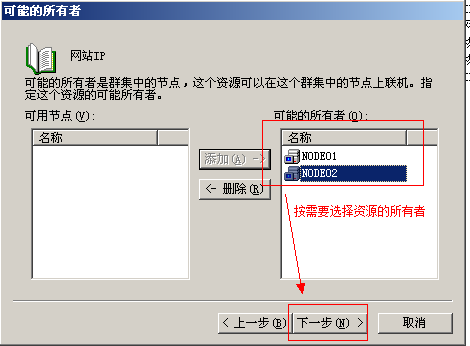 可能的所有者
网站IP
可能的所有者是群集中的节点，这个资源可以在这个群集中的节点上联机。指
定这个资源的可能所有者。
可用节点(V):
可能的所有者(O):
名称
名称
添加(A) ->
NODE01
NODE02
<- 删除(R)
按需要选择资源的所有者
< 上一步(B)
下一步(N) >
取消